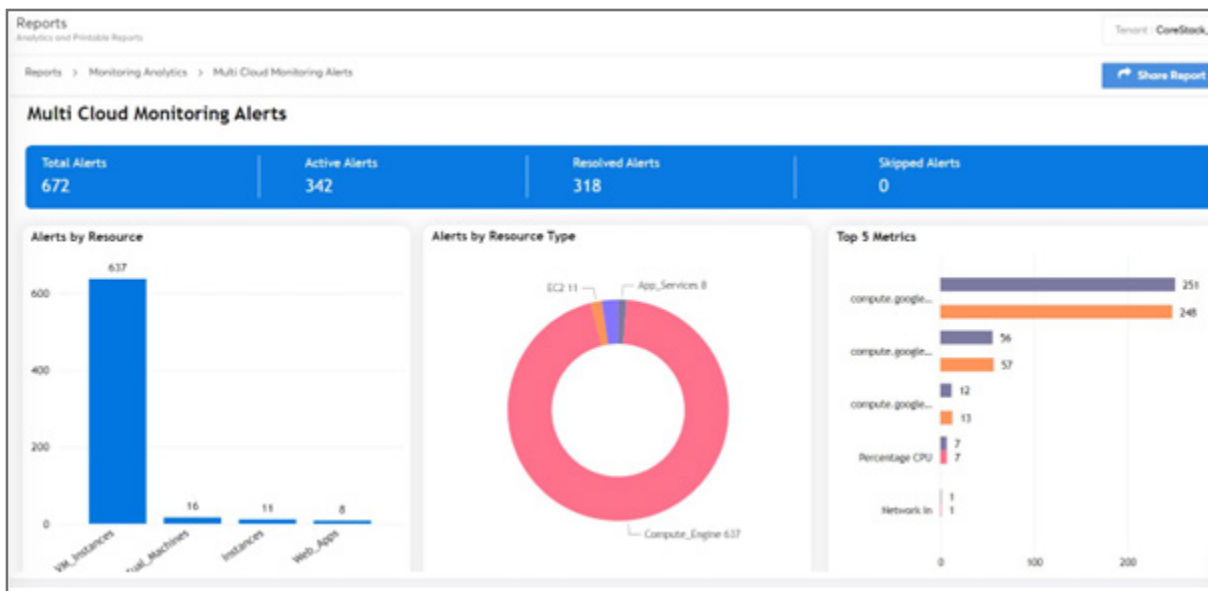 Reports
Analytics and Printable Reports
Tenant : CoreStack,
Reports > Monitoring Analytics > Multi Cloud Monitoring Alerts
Share Report
Multi Cloud Monitoring Alerts
Total Alerts
672
Active Alerts
342
Resolved Alerts
318
Skipped Alerts
0
Alerts by Resource
637
600
400
200
0
16
11
8
VM_Instances
ual_Machines
Instances
Web_Apps
Alerts by Resource Type
EC2 11
App_Services 8
Compute_Engine 637
Top 5 Metrics
compute.google...
251
248
compute.google...
56
57
compute.google...
12
13
Percentage CPU
7
7
Network In
1
1
0
100
200